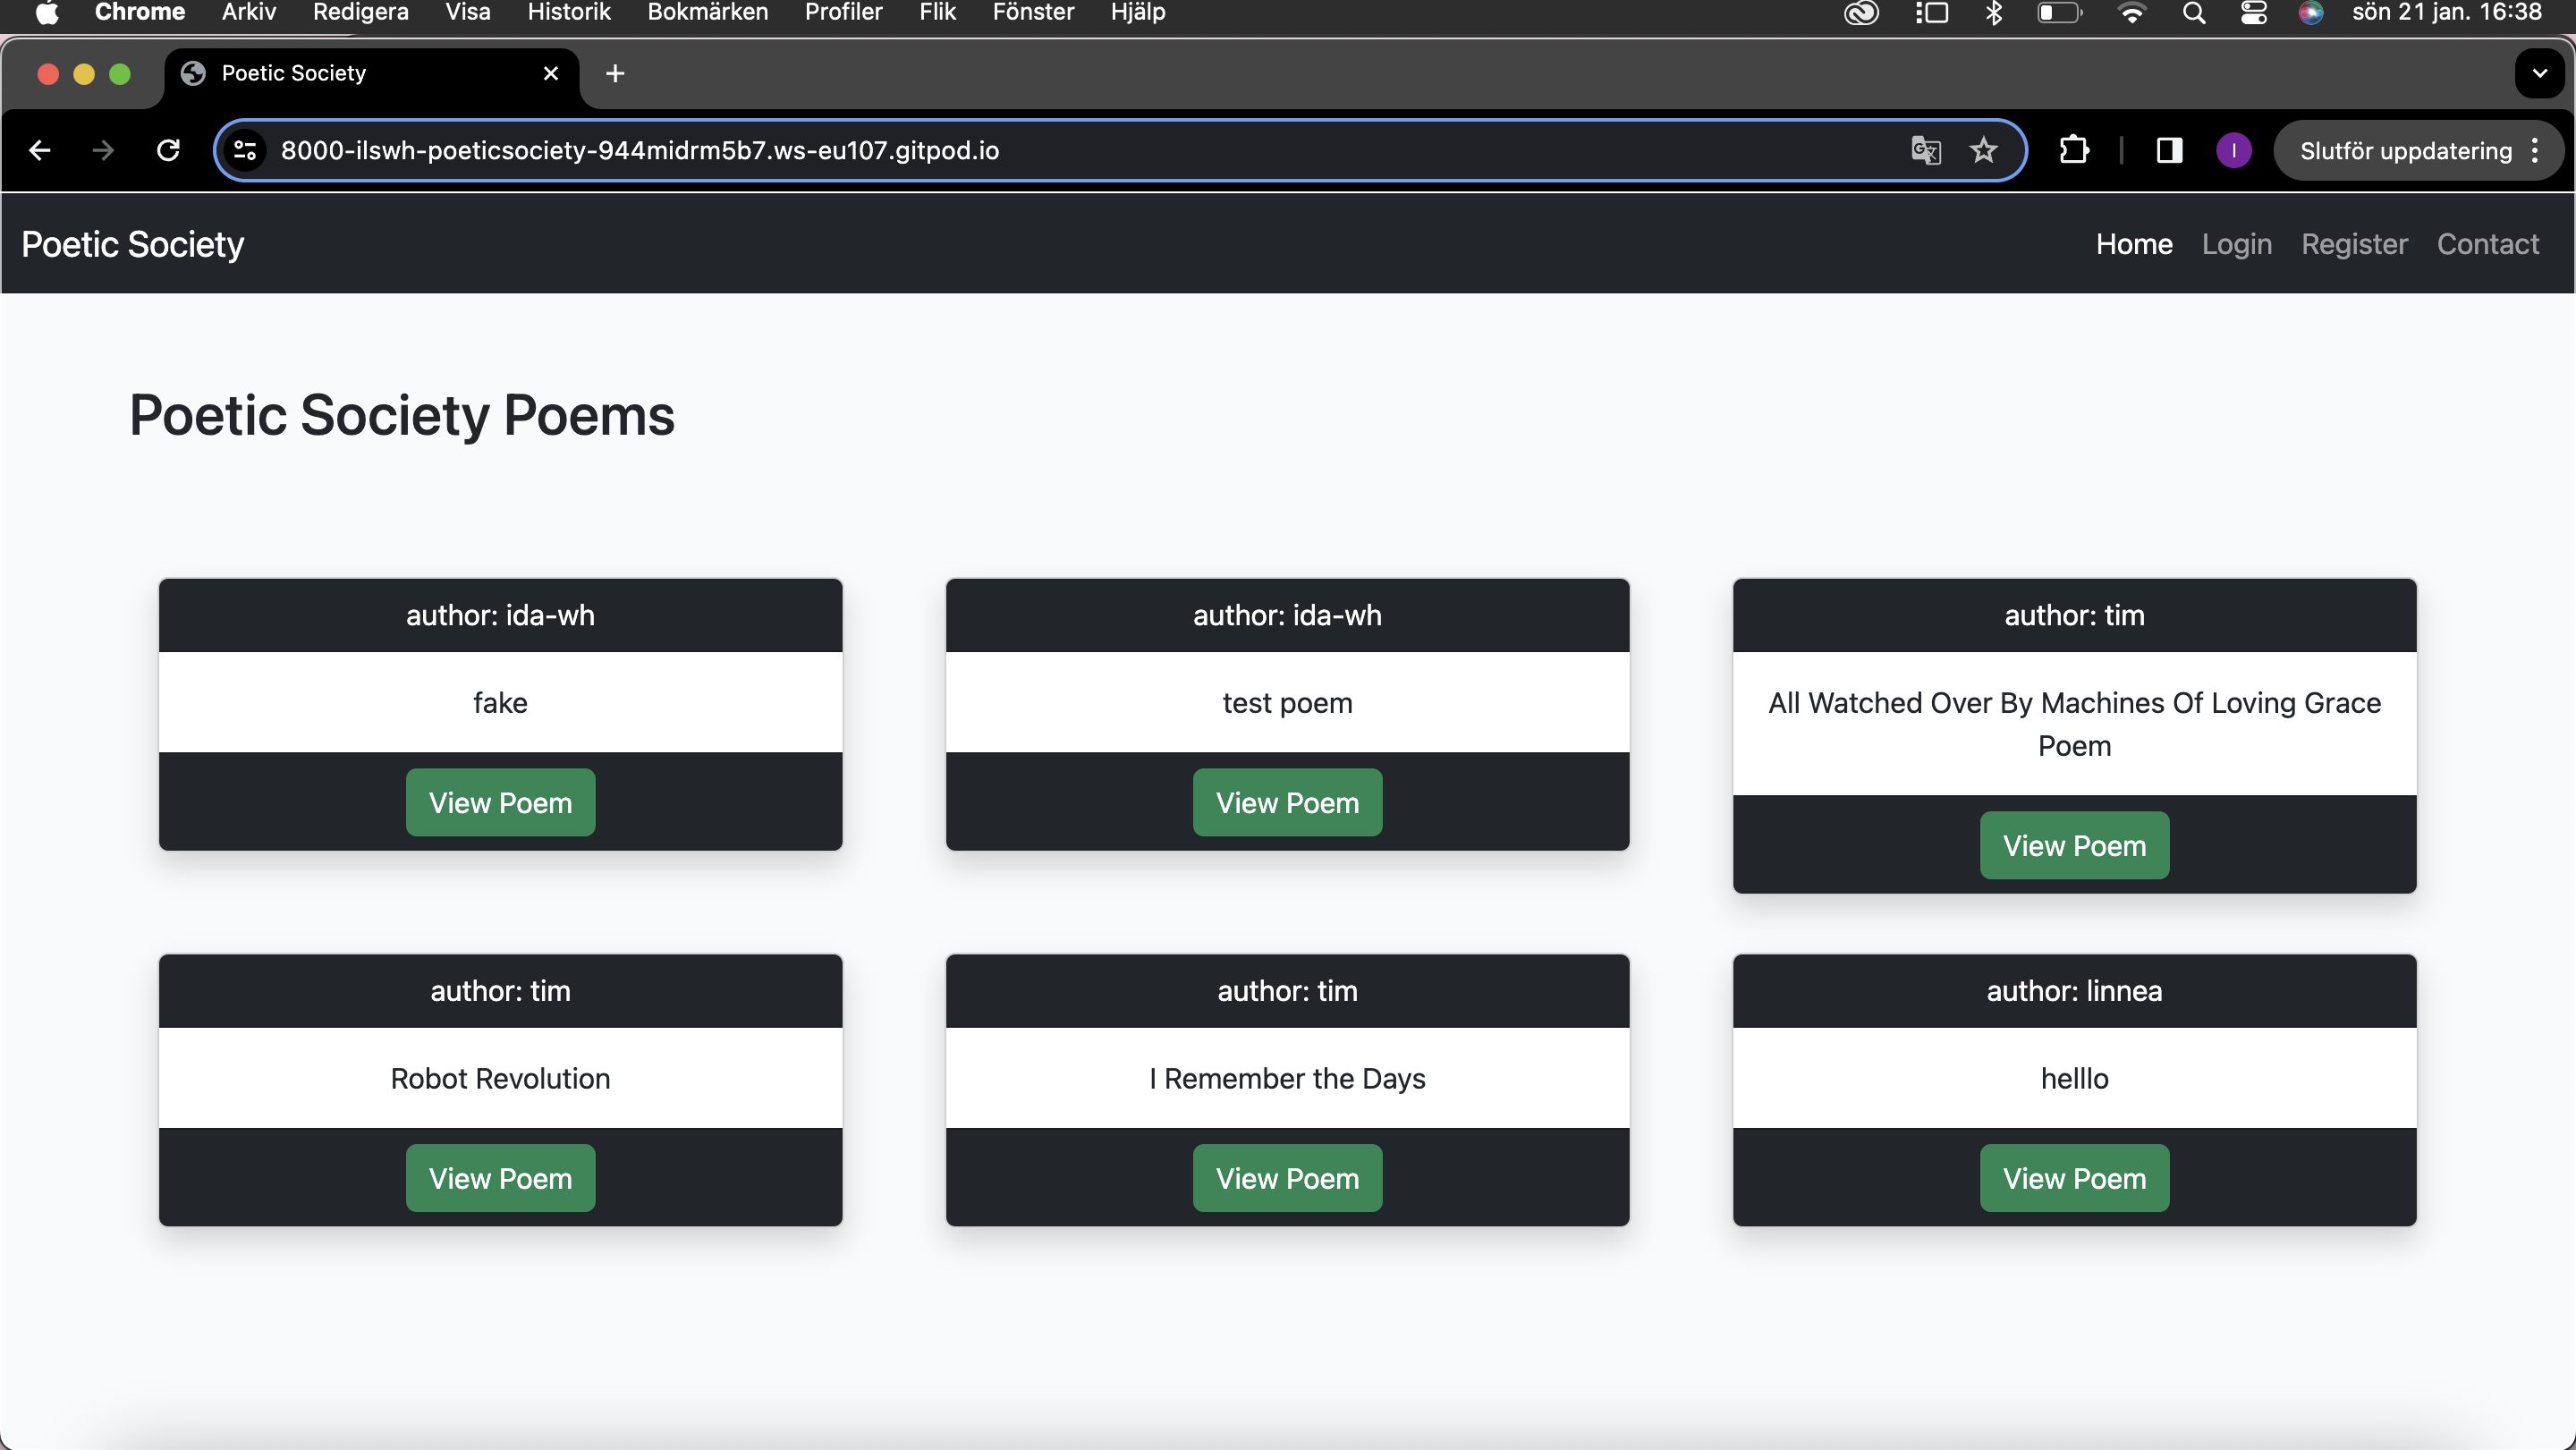 Chrome Arkiv Redigera Visa Historik Bokmärken Profiler Flik Fönster Hjälp sön 21 jan. 16:38
Poetic Society
8000-ilswh-poeticsociety-944midrm5b7.ws-eu107.gitpod.io I Slutför uppdatering
Poetic Society Home Login Register Contact
Poetic Society Poems
author: ida-wh
fake
View Poem
author: ida-wh
test poem
View Poem
author: tim
All Watched Over By Machines Of Loving Grace
Poem
View Poem
author: tim
Robot Revolution
View Poem
author: tim
I Remember the Days
View Poem
author: linnea
helllo
View Poem